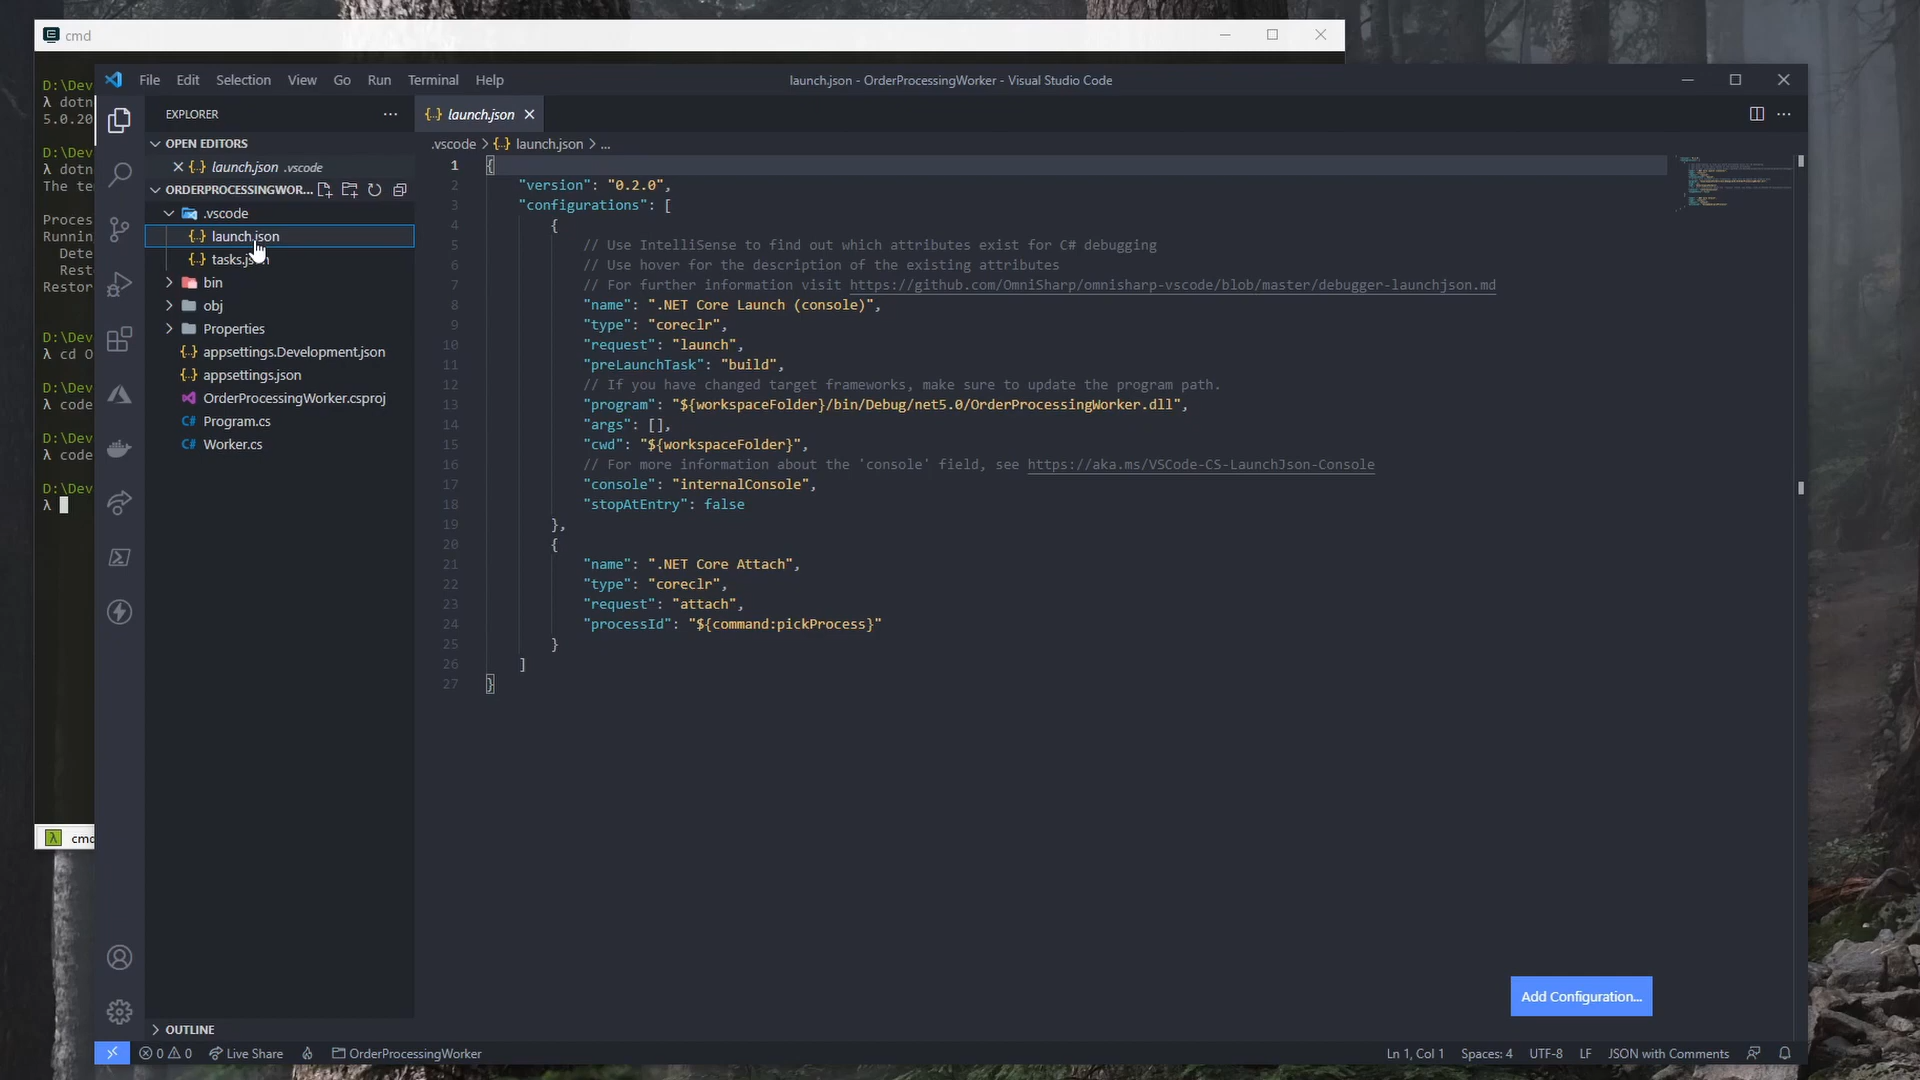 cmd
D:\Dev
λ dotn
5.0.20
D:\Dev
λ dotn
The te
Proces
Runnin
Dete
Rest
Restor
D:\Dev
λ cd O
D:\Dev
λ code
D:\Dev
λ code
D:\Dev
λ
λ cmd
File Edit Selection View Go Run Terminal Help
launch.json - OrderProcessingWorker - Visual Studio Code
EXPLORER
OPEN EDITORS
launch.json .vscode
ORDERPROCESSINGWOR...
.vscode
launch.json
tasks.json
bin
obj
Properties
appsettings.Development.json
appsettings.json
OrderProcessingWorker.csproj
C# Program.cs
C# Worker.cs
OUTLINE
launch.json
.vscode > {..} launch.json > ...
1 {
2 "version": "0.2.0",
3 "configurations": [
4 {
5 // Use IntelliSense to find out which attributes exist for C# debugging
6 // Use hover for the description of the existing attributes
7 // For further information visit https://github.com/OmniSharp/omnisharp-vscode/blob/master/debugger-launchjson.md
8 "name": ".NET Core Launch (console)",
9 "type": "coreclr",
10 "request": "launch",
11 "preLaunchTask": "build",
12 // If you have changed target frameworks, make sure to update the program path.
13 "program": "${workspaceFolder}/bin/Debug/net5.0/OrderProcessingWorker.dll",
14 "args": [],
15 "cwd": "${workspaceFolder}",
16 // For more information about the 'console' field, see https://aka.ms/VSCode-CS-LaunchJson-Console
17 "console": "internalConsole",
18 "stopAtEntry": false
19 },
20 {
21 "name": ".NET Core Attach",
22 "type": "coreclr",
23 "request": "attach",
24 "processId": "${command:pickProcess}"
25 }
26 ]
27 }
Add Configuration...
0 0 Live Share OrderProcessingWorker
Ln 1, Col 1 Spaces: 4 UTF-8 LF JSON with Comments